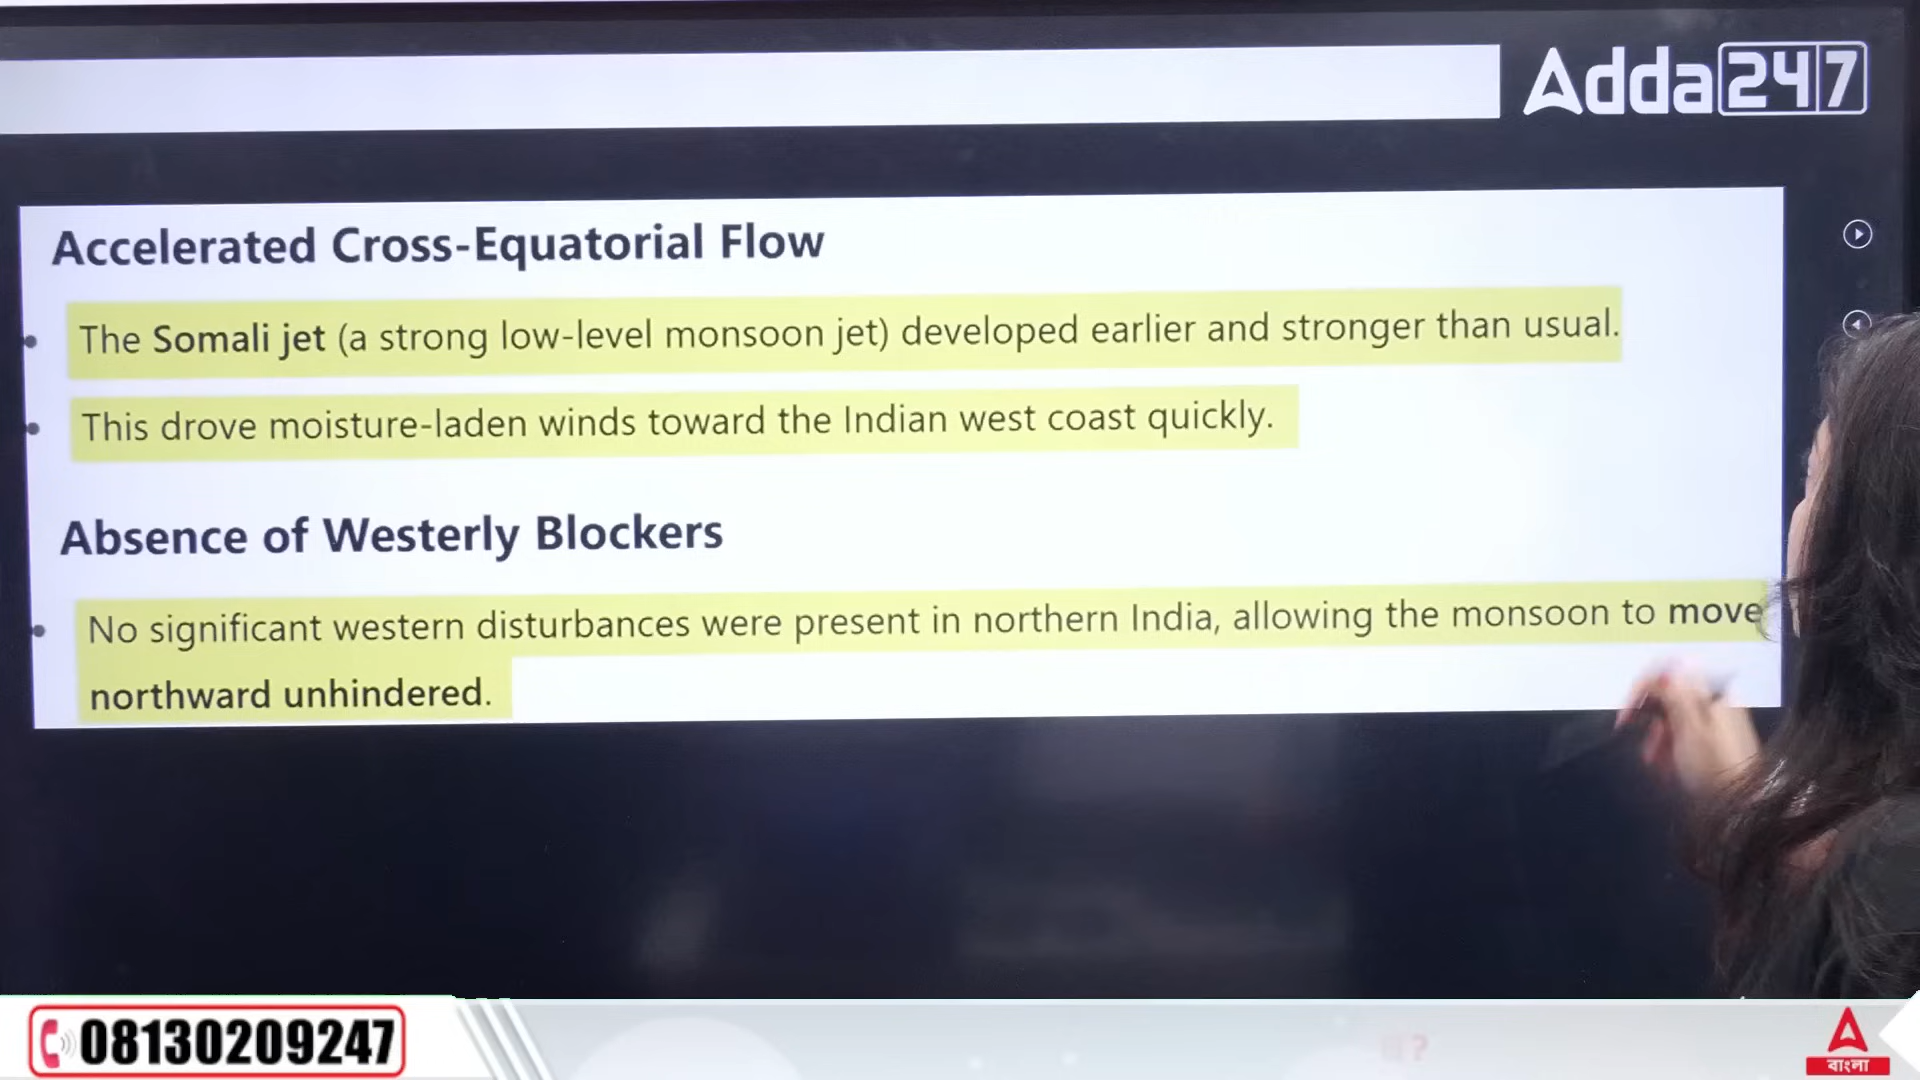 Adda247
Accelerated Cross-Equatorial Flow
• The Somali jet (a strong low-level monsoon jet) developed earlier and stronger than usual.
• This drove moisture-laden winds toward the Indian west coast quickly.
Absence of Westerly Blockers
• No significant western disturbances were present in northern India, allowing the monsoon to move
northward unhindered.
08130209247
?
বাংলা